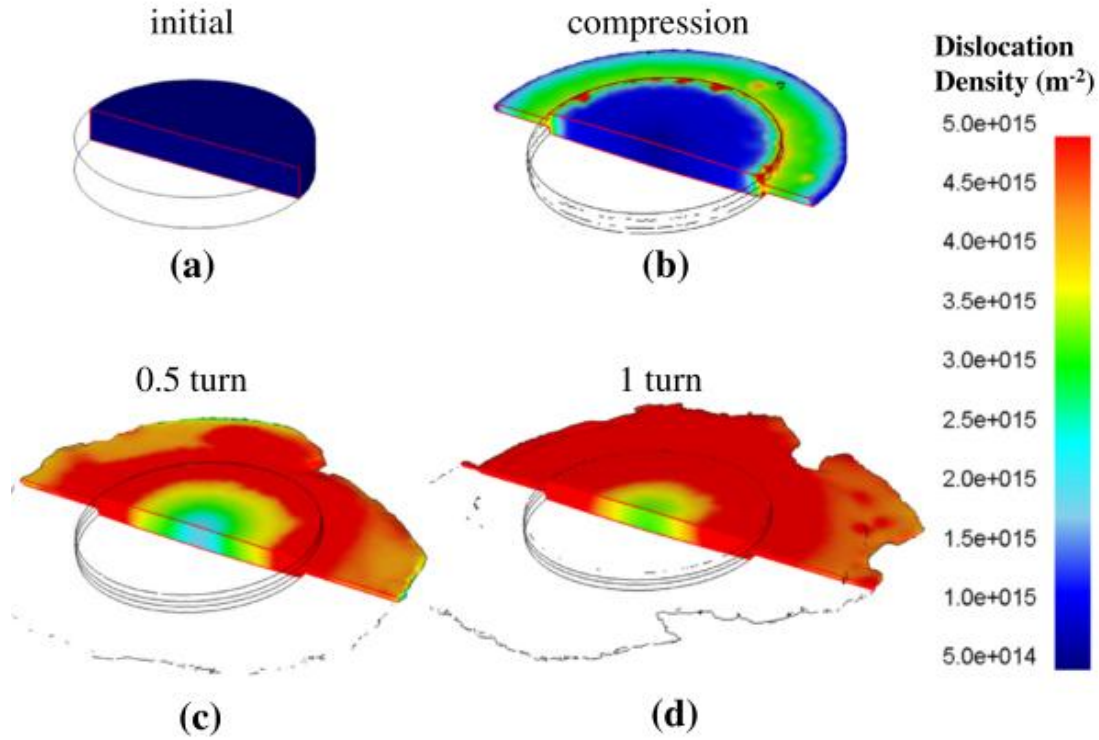 initial
compression
Dislocation
Density (m-2)
5.0e+015
4.5e+015
4.0e+015
3.5e+015
3.0e+015
2.5e+015
2.0e+015
1.5e+015
1.0e+015
5.0e+014
(a)
(b)
0.5 turn
1 turn
(c)
(d)